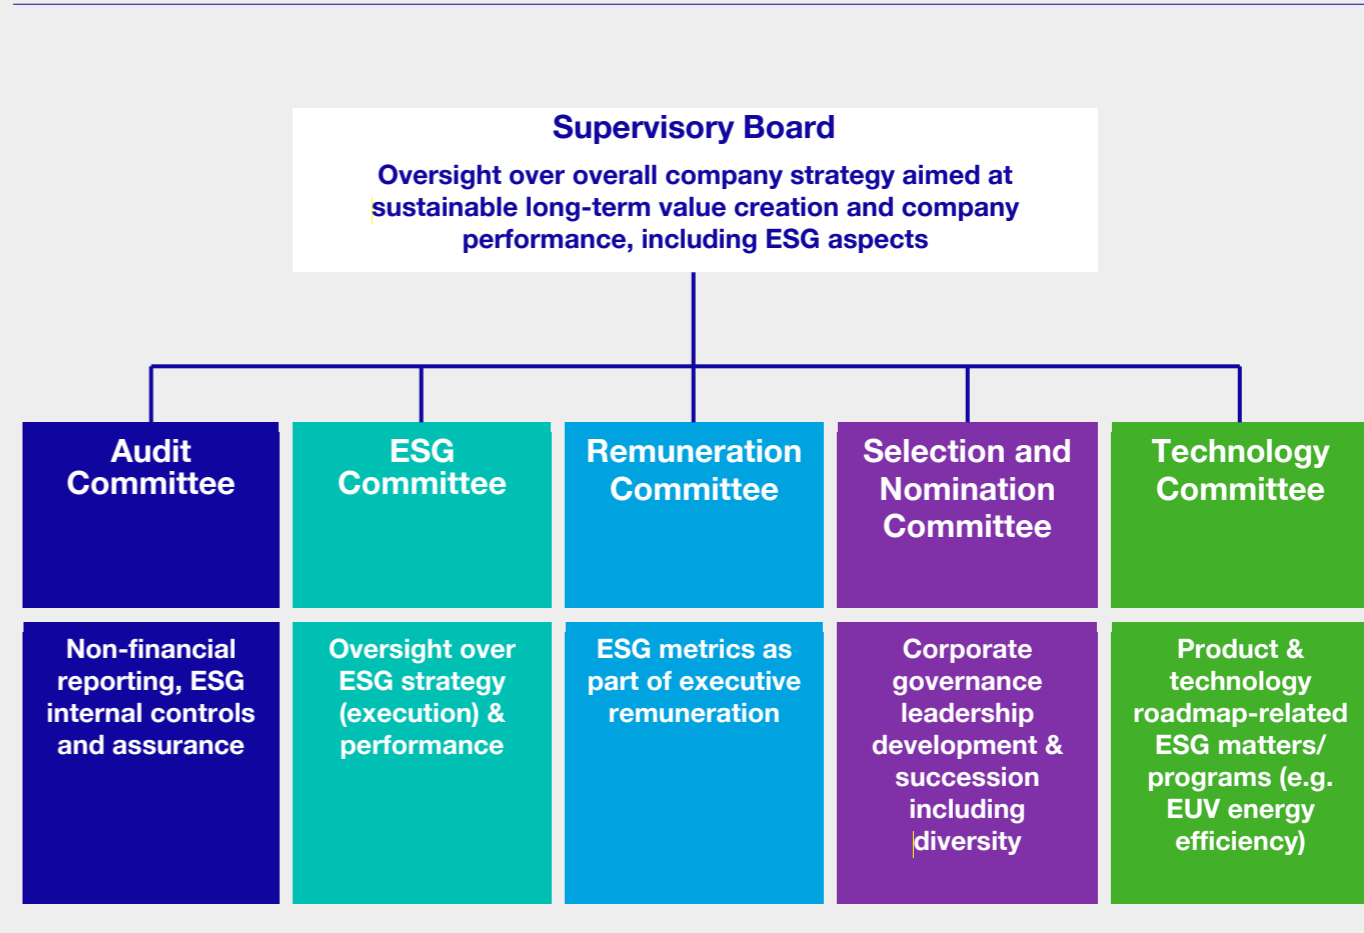 Supervisory Board
Oversight over overall company strategy aimed at
sustainable long-term value creation and company
performance, including ESG aspects
Audit
Committee
ESG
Committee
Remuneration
Committee
Selection and
Nomination
Committee
Technology
Committee
Non-financial
reporting, ESG
internal controls
and assurance
Oversight over
ESG strategy
(execution) &
performance
ESG metrics as
part of executive
remuneration
Corporate
governance
leadership
development &
succession
including
diversity
Product &
technology
roadmap-related
ESG matters/
programs (e.g.
EUV energy
efficiency)